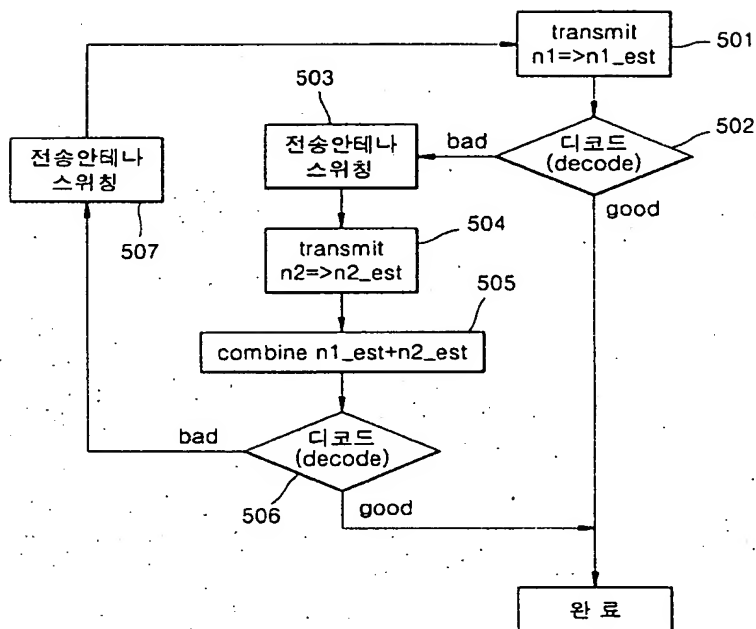 transmit
n1=>n1_est
501
디코드
(decode)
502
bad
good
503
전송안테나
스위칭
transmit
n2=>n2_est
504
combine n1_est+n2_est
505
디코드
(decode)
506
bad
good
전송안테나
스위칭
507
완 료